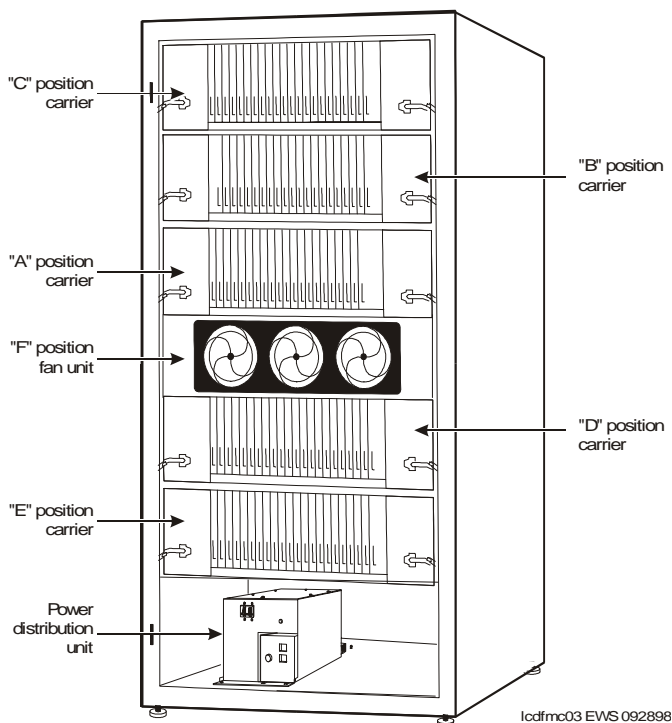 "C" position
carrier
"B" position
carrier
"A" position
carrier
"F" position
fan unit
"D" position
carrier
"E" position
carrier
Power
distribution
unit
lcdfmc03 EWS 092898